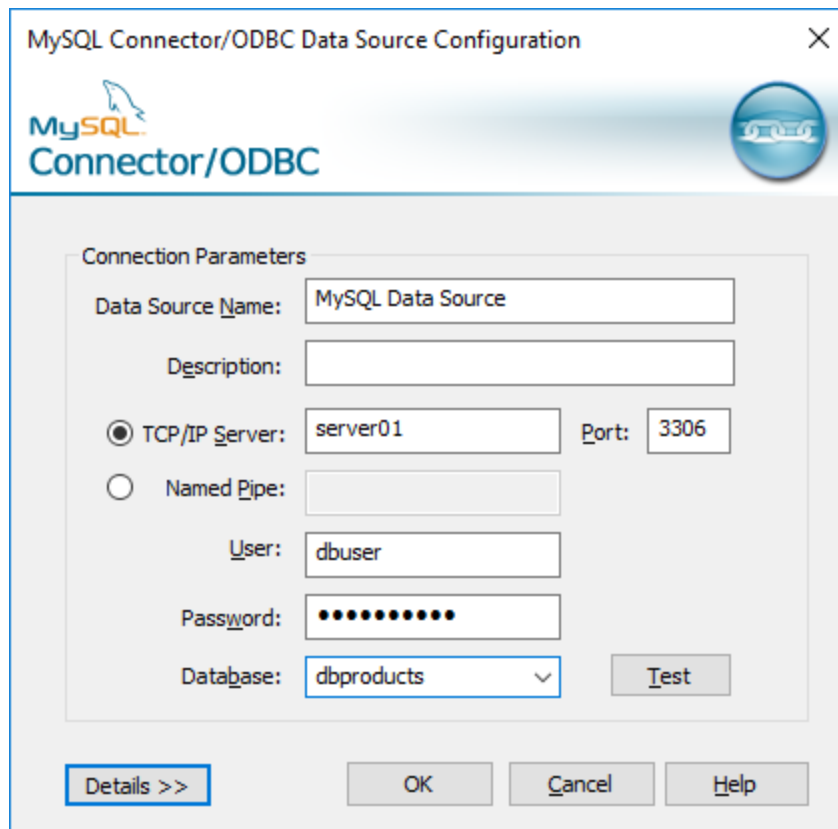 MySQL Connector/ODBC Data Source Configuration
MySQL
Connector/ODBC
Connection Parameters
Data Source Name: MySQL Data Source
Description:
TCP/IP Server: server01 Port: 3306
Named Pipe:
User: dbuser
Password: ••••••••••
Database: dbproducts Test
Details >> OK Cancel Help